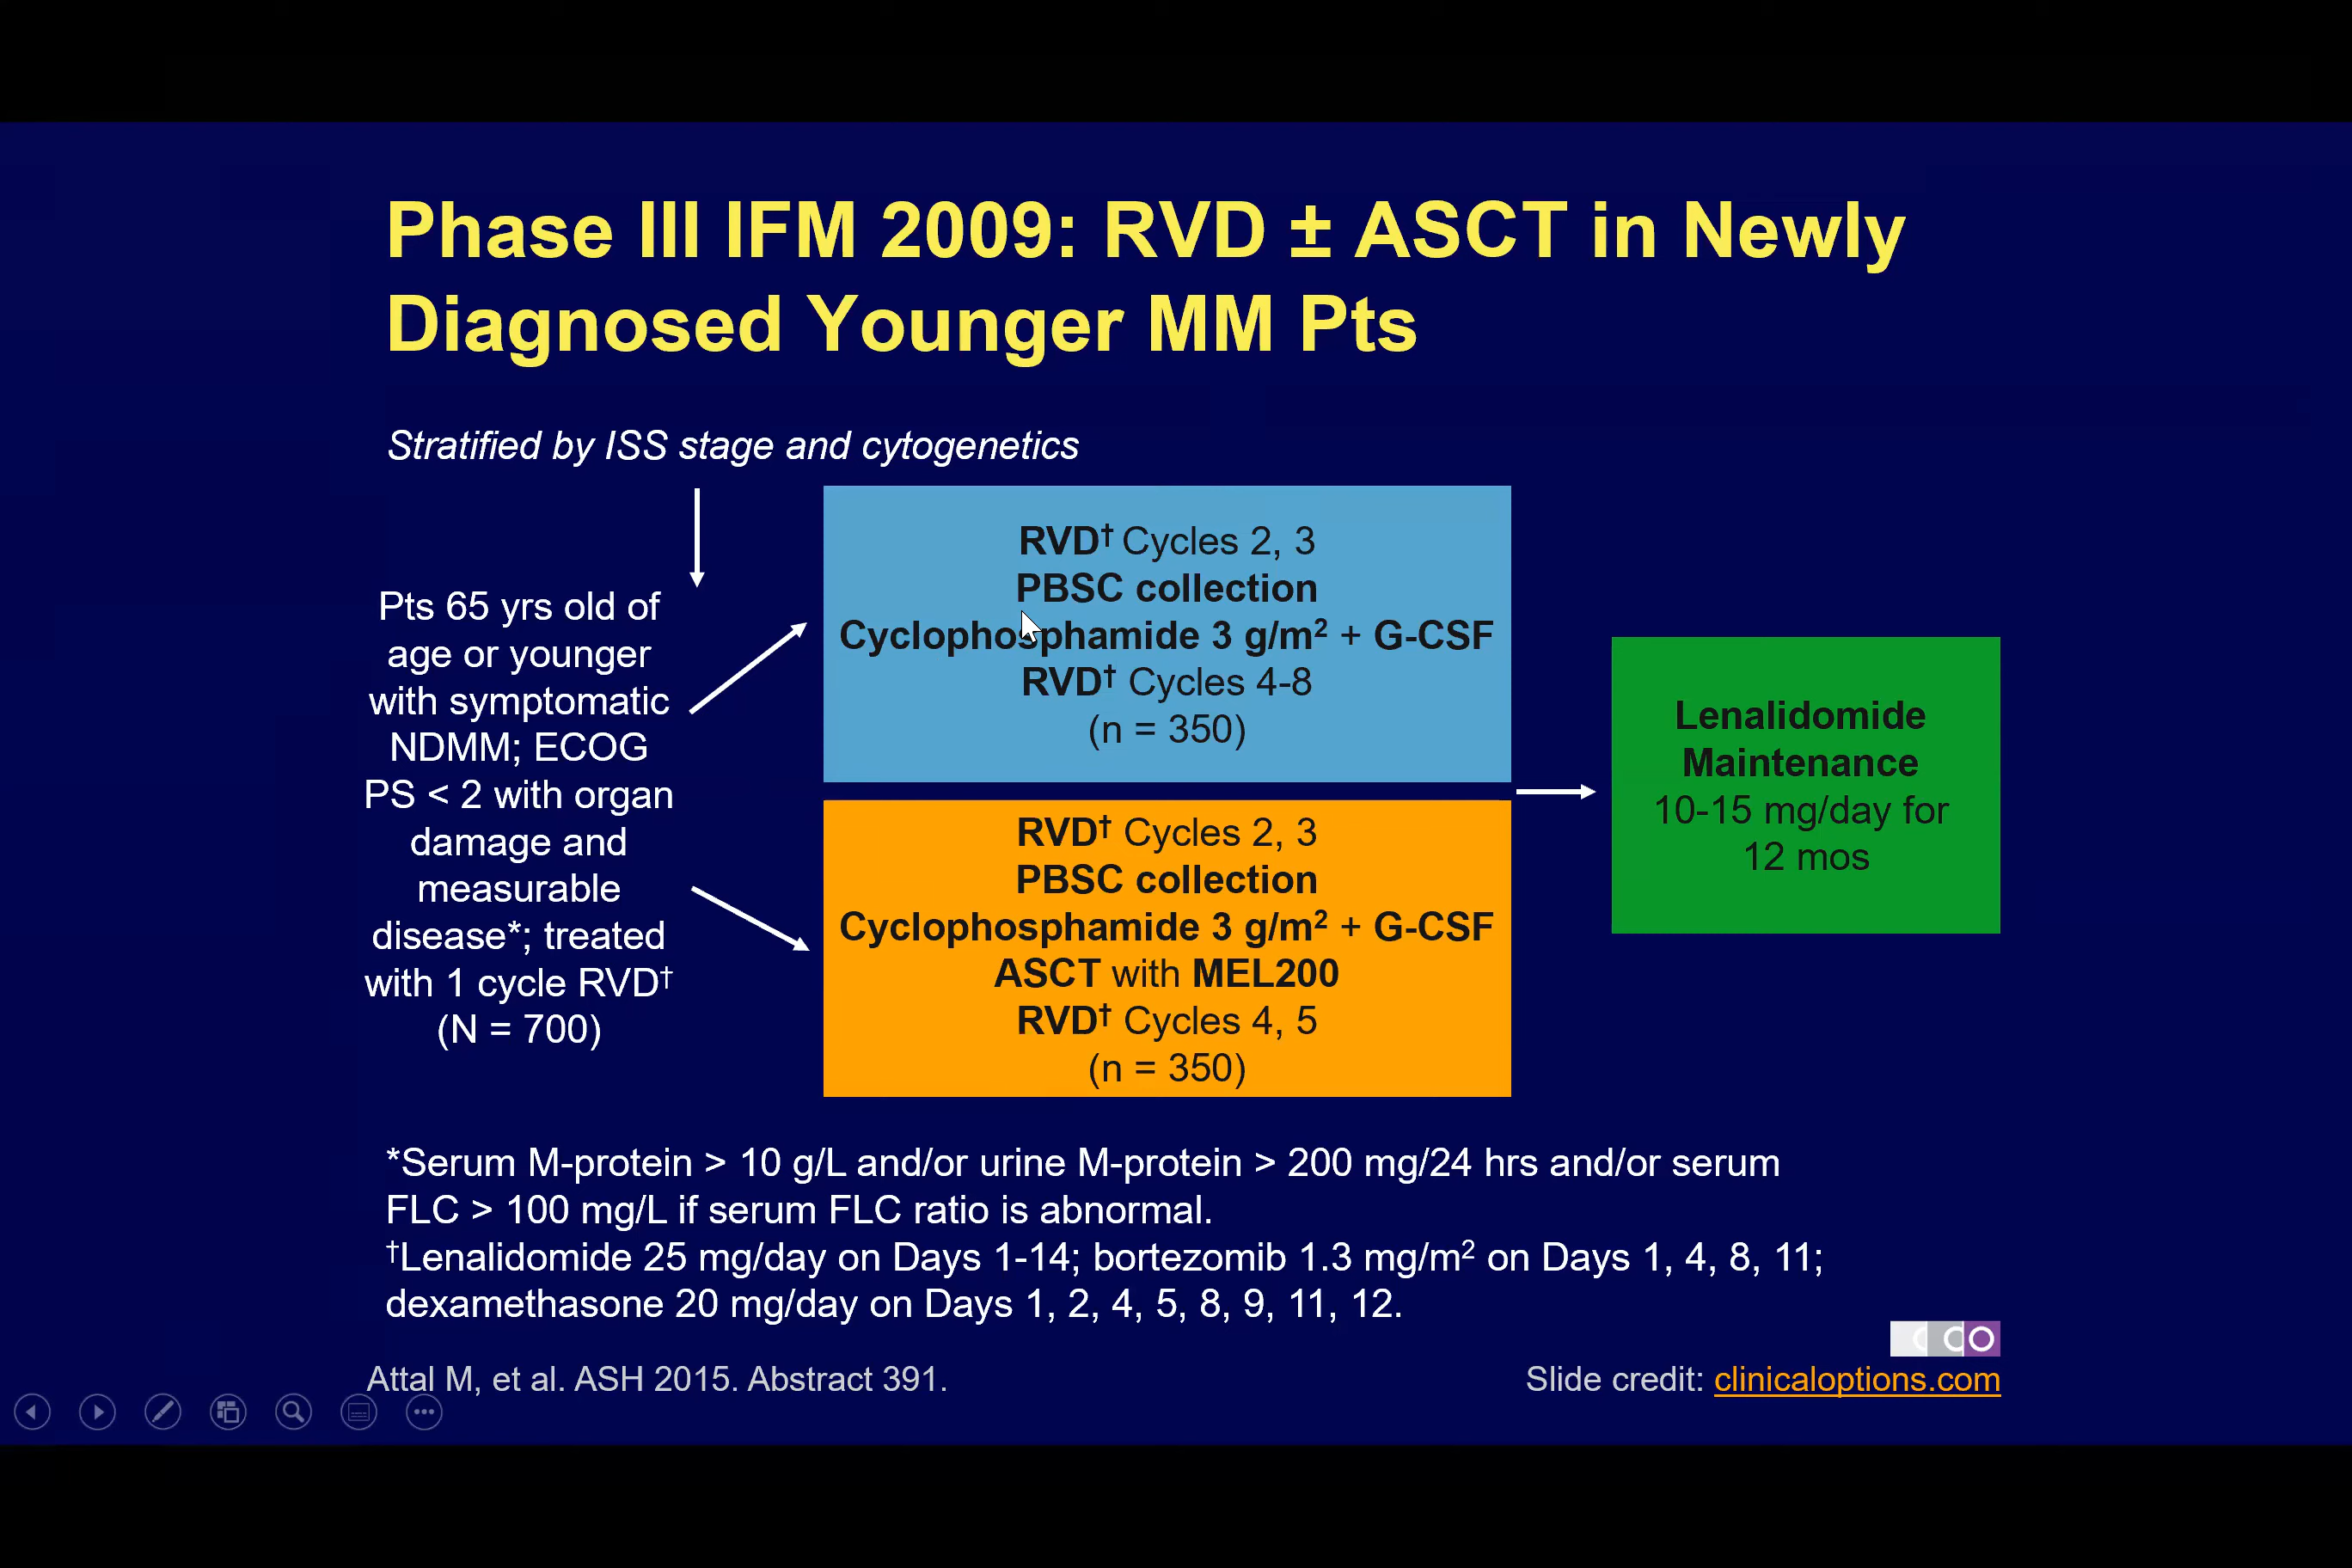 Phase III IFM 2009: RVD ± ASCT in Newly
Diagnosed Younger MM Pts
Stratified by ISS stage and cytogenetics
Pts 65 yrs old of
age or younger
with symptomatic
NDMM; ECOG
PS < 2 with organ
damage and
measurable
disease*; treated
with 1 cycle RVD†
(N = 700)
RVD† Cycles 2, 3
PBSC collection
Cyclophosphamide 3 g/m² + G-CSF
RVD† Cycles 4-8
(n = 350)
RVD† Cycles 2, 3
PBSC collection
Cyclophosphamide 3 g/m² + G-CSF
ASCT with MEL200
RVD† Cycles 4, 5
(n = 350)
Lenalidomide
Maintenance
10-15 mg/day for
12 mos
*Serum M-protein > 10 g/L and/or urine M-protein > 200 mg/24 hrs and/or serum
FLC > 100 mg/L if serum FLC ratio is abnormal.
†Lenalidomide 25 mg/day on Days 1-14; bortezomib 1.3 mg/m² on Days 1, 4, 8, 11;
dexamethasone 20 mg/day on Days 1, 2, 4, 5, 8, 9, 11, 12.
CCO
Attal M, et al. ASH 2015. Abstract 391.
Slide credit: clinicaloptions.com